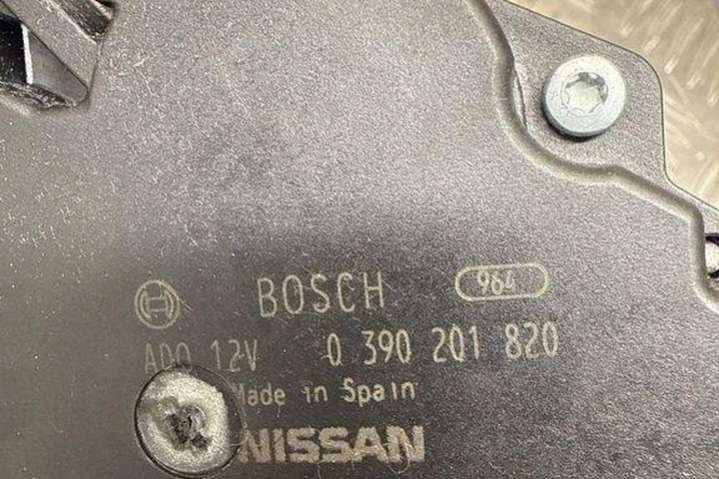 BOSCH 964
ADO 12V 0 390 201 820
Made in Spain
NISSAN